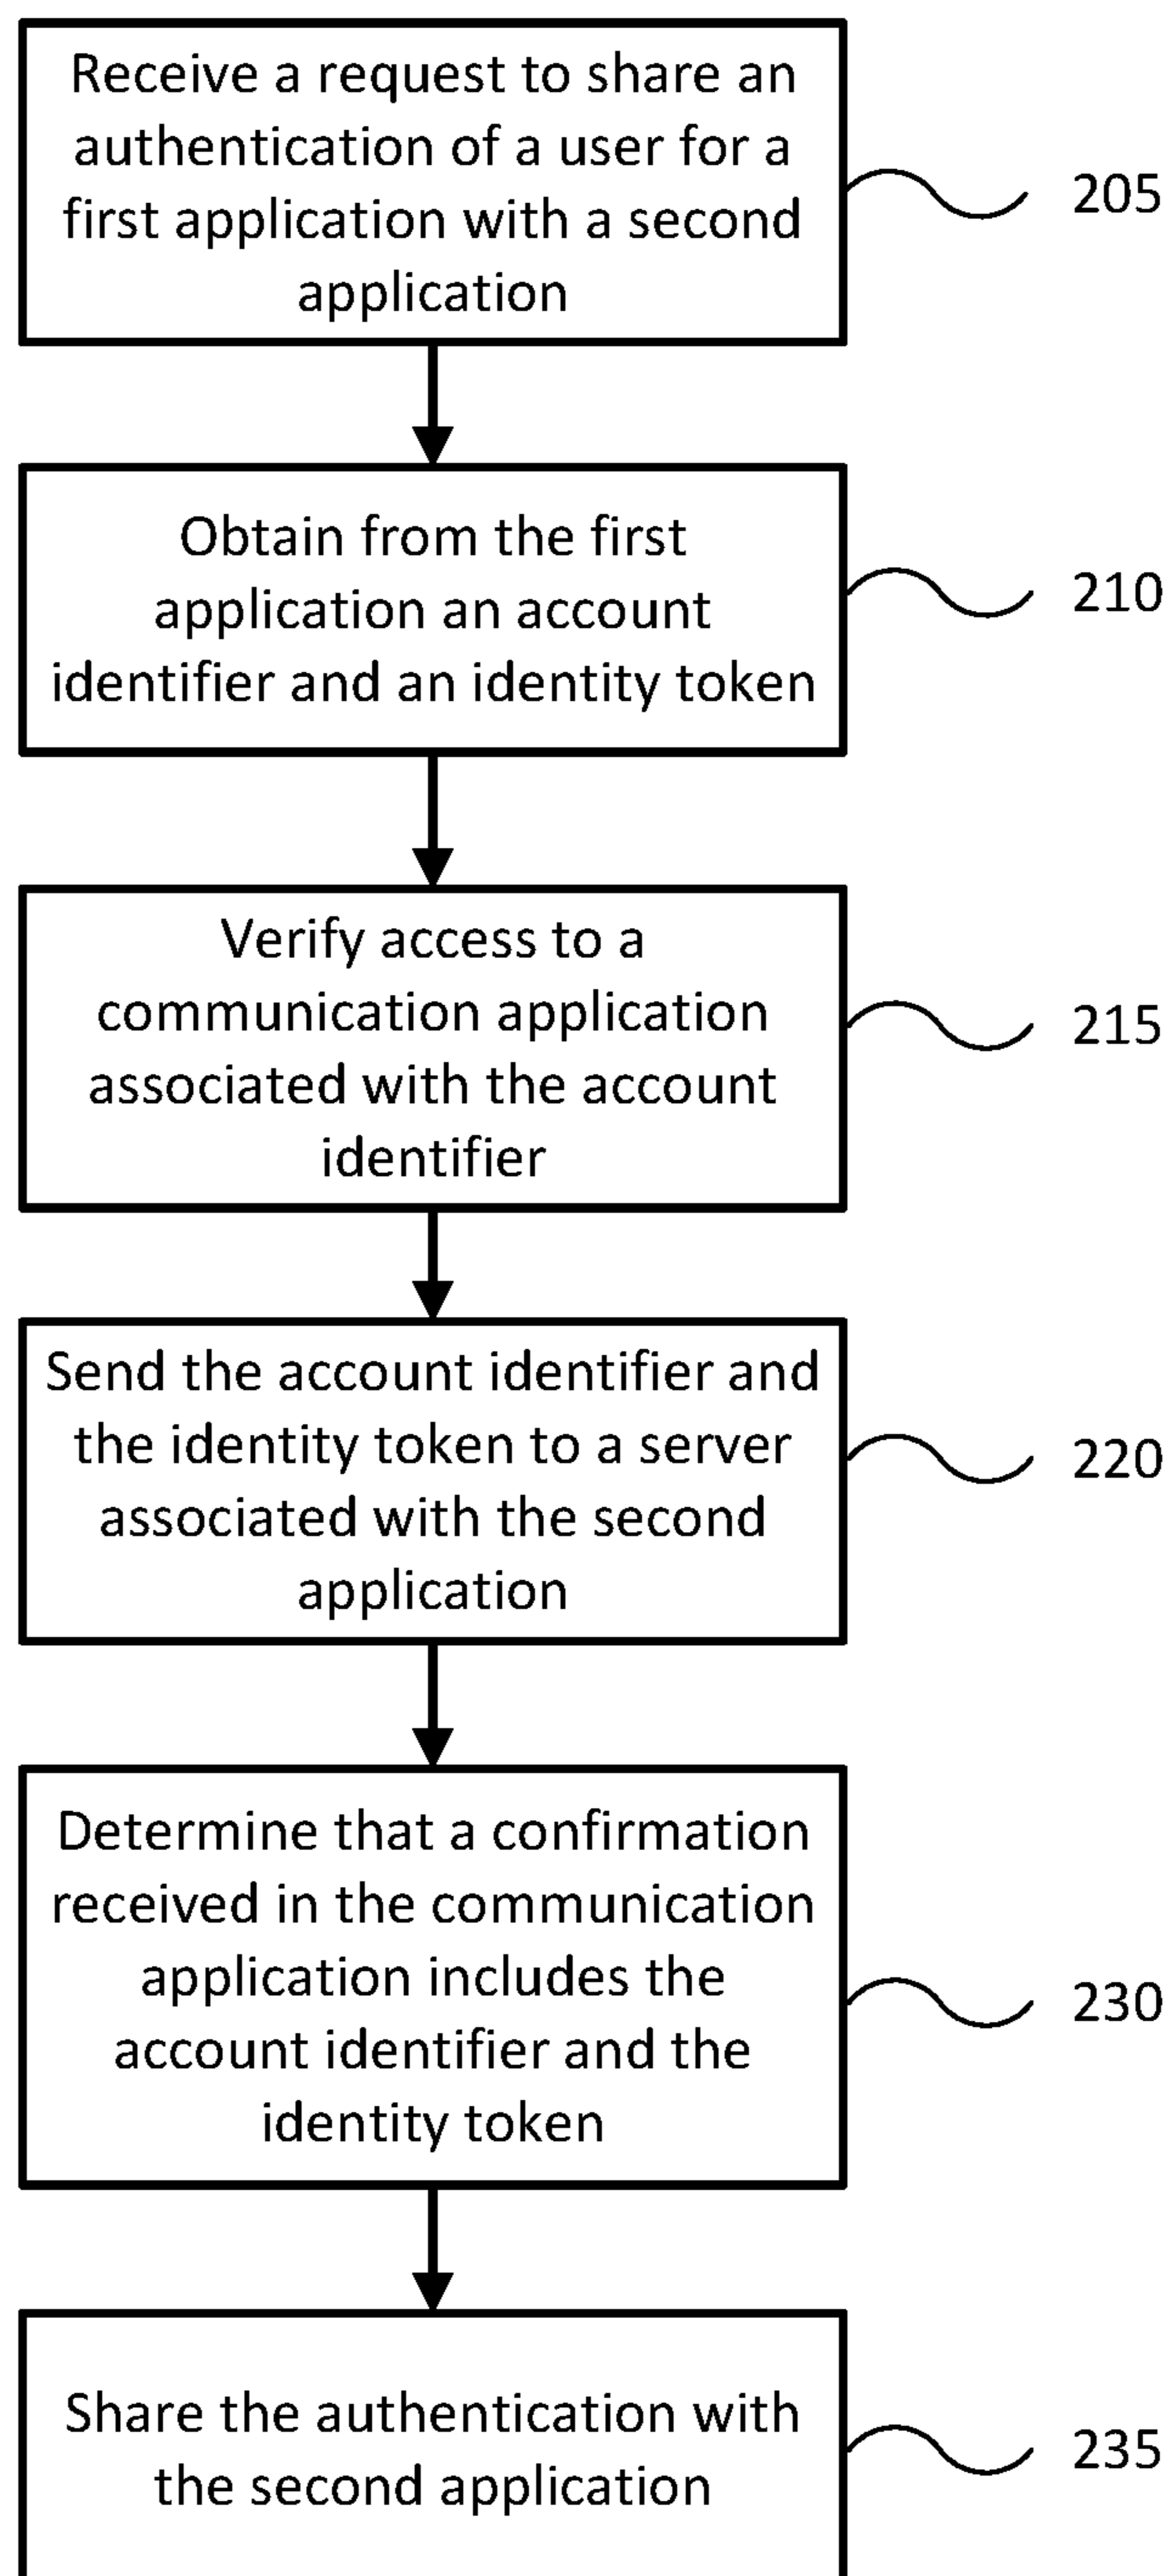 Receive a request to share an
authentication of a user for a
first application with a second
application
205
Obtain from the first
application an account
identifier and an identity token
210
Verify access to a
communication application
associated with the account
identifier
215
Send the account identifier and
the identity token to a server
associated with the second
application
220
Determine that a confirmation
received in the communication
application includes the
account identifier and the
identity token
230
Share the authentication with
the second application
235